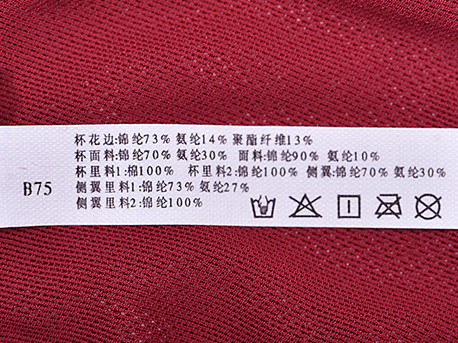 杯花边:锦纶73% 氨纶14% 聚酯纤维13%
杯面料:锦纶70% 氨纶30% 面料:锦纶90% 氨纶10%
杯里料1:棉100% 杯里料2:锦纶100% 侧翼:锦纶70% 氨纶30%
B75
侧翼里料1:锦纶73% 氨纶27%
侧翼里料2:锦纶100%